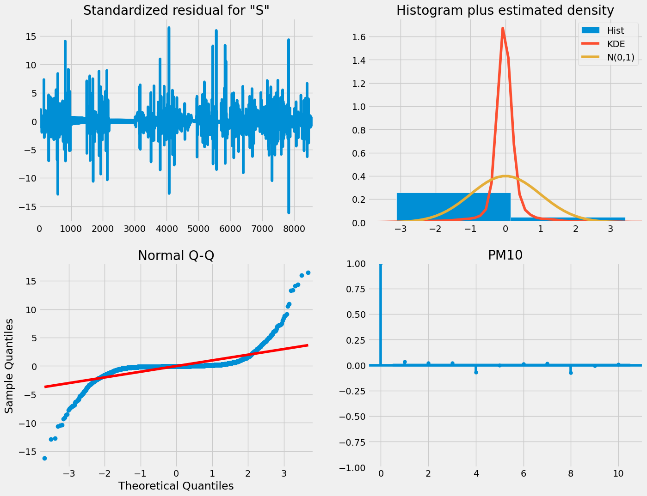 Standardized residual for "S"
15
10
5
0
−5
−10
−15
0 1000 2000 3000 4000 5000 6000 7000 8000
Histogram plus estimated density
Hist
KDE
N(0,1)
1.6
1.4
1.2
1.0
0.8
0.6
0.4
0.2
0.0
−3 −2 −1 0 1 2 3
Normal Q-Q
Sample Quantiles
15
10
5
0
−5
−10
−15
−3 −2 −1 0 1 2 3
Theoretical Quantiles
PM10
1.00
0.75
0.50
0.25
0.00
−0.25
−0.50
−0.75
−1.00
0 2 4 6 8 10